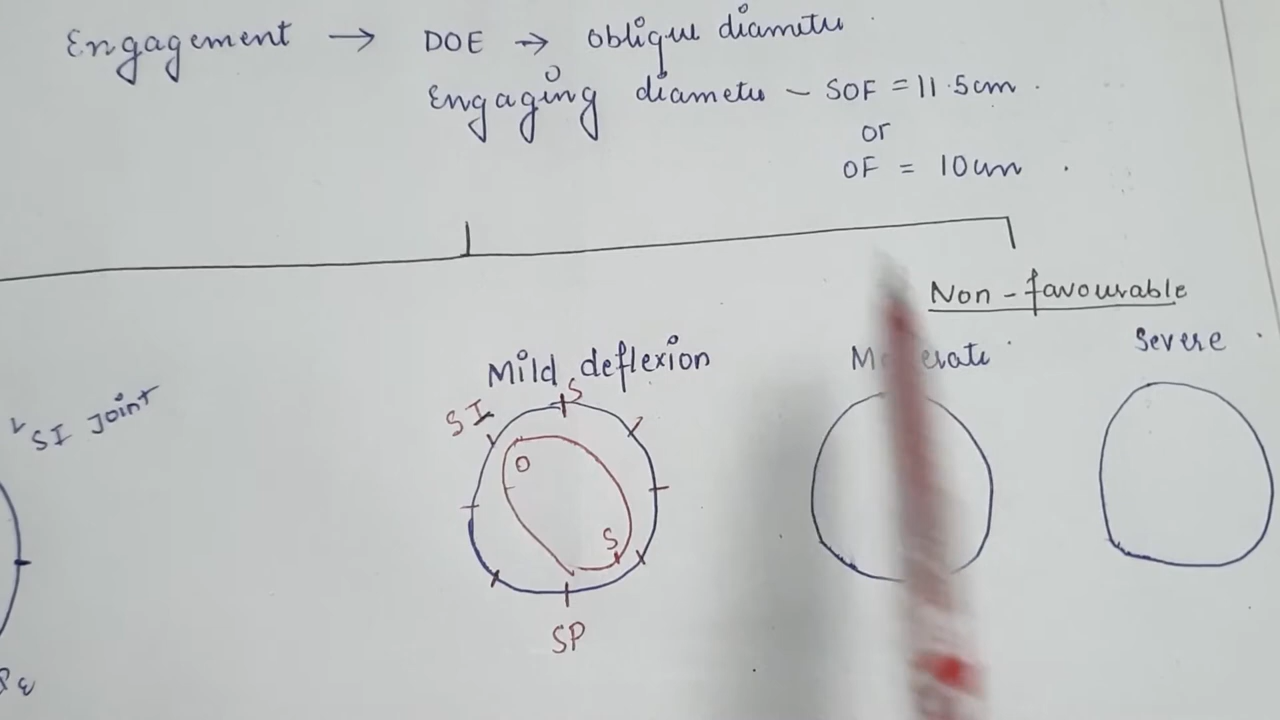 Engagement → DOE → oblique diameter
Engaging diameter – SOF = 11.5cm
or
OF = 10cm
Non - favourable
Mild deflexion
Severe
SI
S
SI Joint
O
S
SP